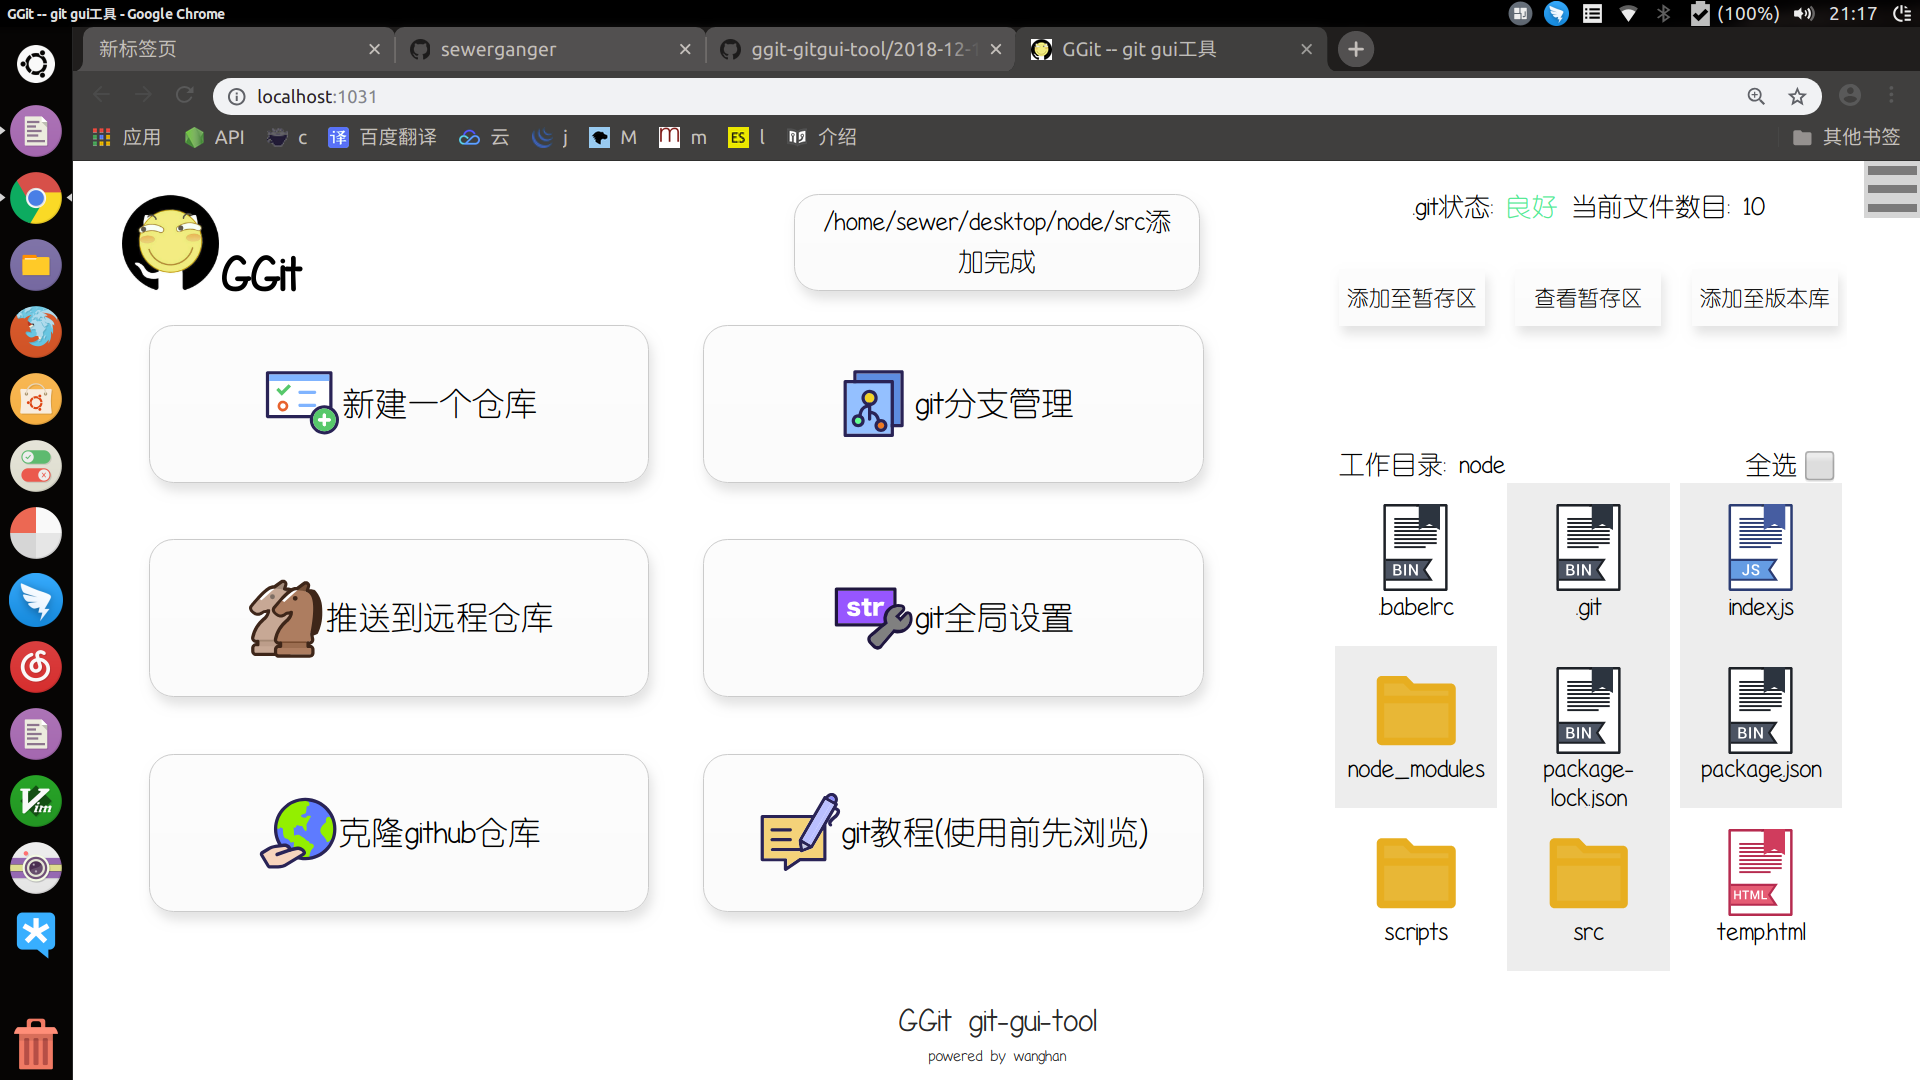 GGit -- git gui工具 - Google Chrome
(100%)
21:17
新标签页
sewerganger
ggit-gitgui-tool/2018-12-1
GGit -- git gui工具
localhost:1031
应用
API
c
译
百度翻译
云
j
M
m
ES
l
介绍
其他书签
GGit
/home/sewer/desktop/node/src添
加完成
.git状态: 良好 当前文件数目: 10
添加至暂存区
查看暂存区
添加至版本库
新建一个仓库
git分支管理
推送到远程仓库
str
git全局设置
克隆github仓库
git教程(使用前先浏览)
工作目录: node
全选
BIN
.babelrc
BIN
.git
JS
index.js
node_modules
BIN
package-
lock.json
BIN
package.json
scripts
src
HTML
temp.html
Vim
GGit git-gui-tool
powered by wanghan